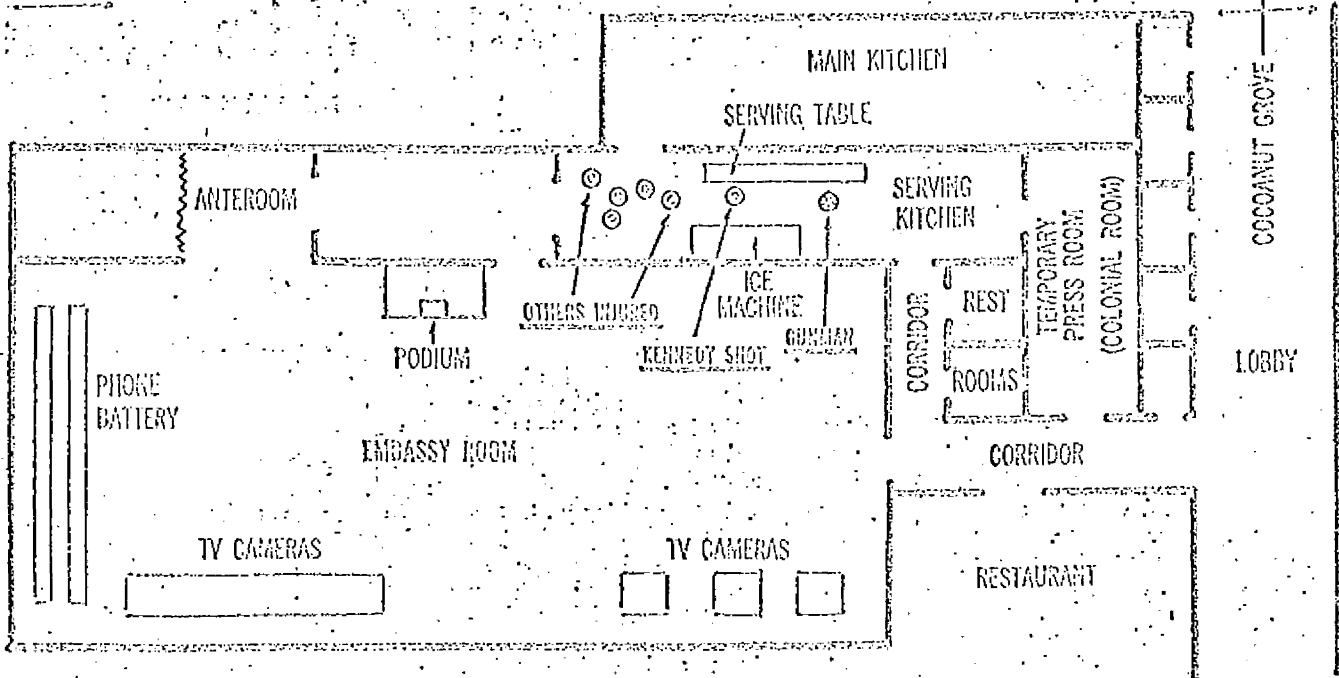 MAIN KITCHEN
SERVING TABLE
COCOANUT GROVE
ANTEROOM
SERVING
KITCHEN
TEMPORARY
PRESS ROOM
(COLONIAL ROOM)
OTHERS INJURED
ICE
MACHINE
KENNEDY SHOT
GUNMAN
CORRIDOR
REST
ROOMS
PODIUM
LOBBY
PHONE
BATTERY
EMBASSY ROOM
CORRIDOR
TV CAMERAS
TV CAMERAS
RESTAURANT